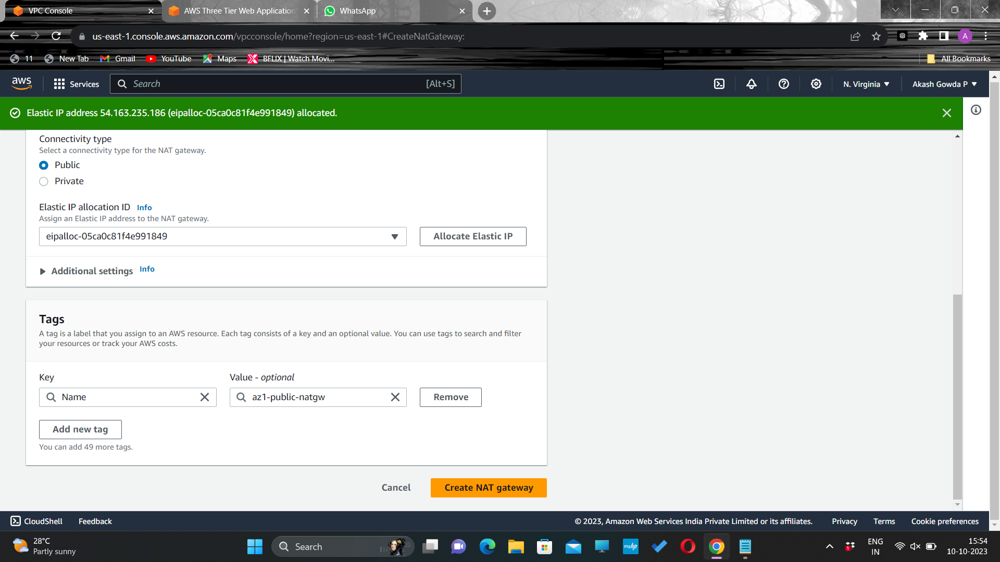 VPC Console
AWS Three Tier Web Application
WhatsApp
us-east-1.console.aws.amazon.com/vpcconsole/home?region=us-east-1#CreateNatGateway:
A
11
New Tab
Gmail
YouTube
Maps
BFLIX | Watch Movi...
All Bookmarks
aws
Services
Search
[Alt+S]
N. Virginia
Akash Gowda P
Elastic IP address 54.163.235.186 (eipalloc-05ca0c81f4e991849) allocated.
Connectivity type
Select a connectivity type for the NAT gateway.
Public
Private
Elastic IP allocation ID Info
Assign an Elastic IP address to the NAT gateway.
eipalloc-05ca0c81f4e991849
Allocate Elastic IP
Additional settings Info
Tags
A tag is a label that you assign to an AWS resource. Each tag consists of a key and an optional value. You can use tags to search and filter
your resources or track your AWS costs.
Key
Value - optional
Name
az1-public-natgw
Remove
Add new tag
You can add 49 more tags.
Cancel
Create NAT gateway
CloudShell
Feedback
© 2023, Amazon Web Services India Private Limited or its affiliates.
Privacy
Terms
Cookie preferences
28°C
Partly sunny
Search
myhp
1
ENG
IN
15:54
10-10-2023